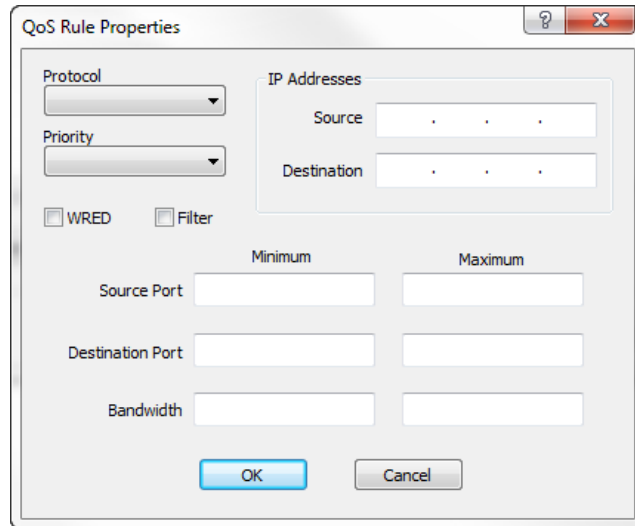 QoS Rule Properties
Protocol
Priority
WRED
Filter
IP Addresses
Source . . .
Destination . . .
Minimum Maximum
Source Port
Destination Port
Bandwidth
OK Cancel